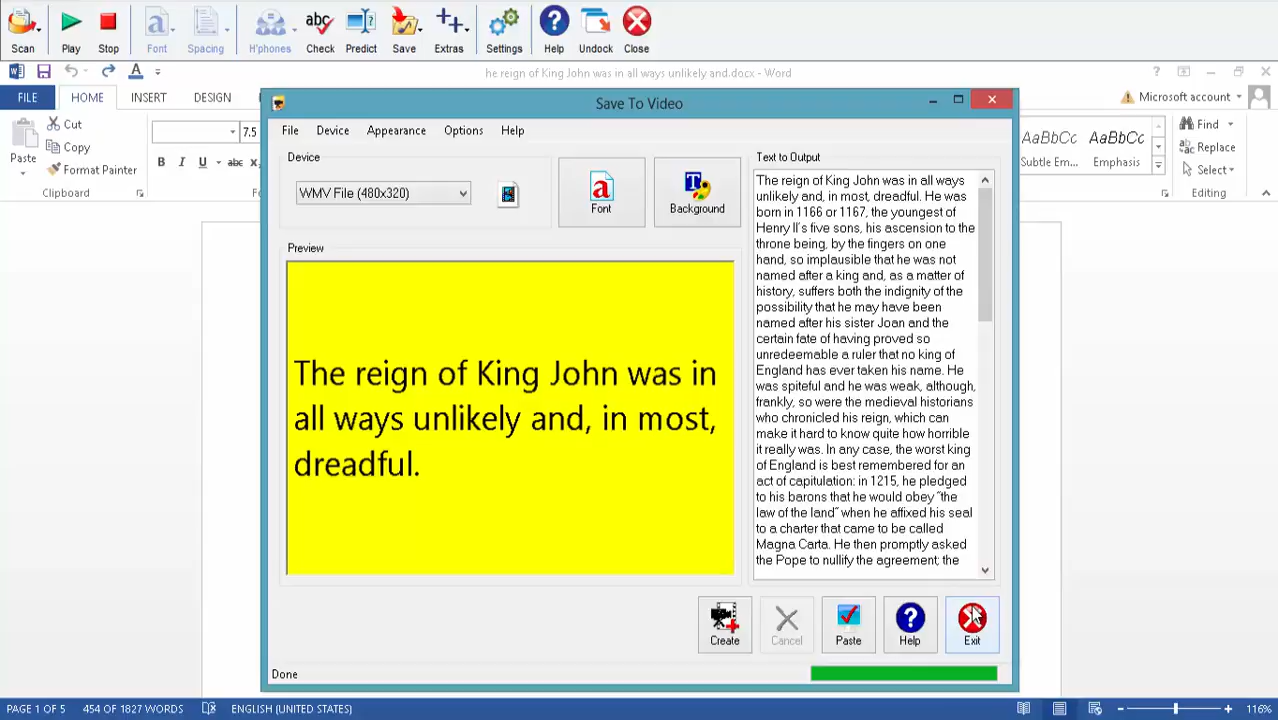 Scan
Play
Stop
Font
Spacing
H'phones
abc
Check
Predict
Save
Extras
Settings
Help
Undock
Close
he reign of King John was in all ways unlikely and.docx - Word
FILE
HOME
INSERT
DESIGN
Microsoft account
Paste
Cut
Copy
Format Painter
Clipboard
7.5
B I U abc
AaBbCc
Subtle Em...
AaBbCc
Emphasis
Find
Replace
Select
Editing
Save To Video
File
Device
Appearance
Options
Help
Device
WMV File (480x320)
Font
Background
Preview
The reign of King John was in
all ways unlikely and, in most,
dreadful.
Text to Output
The reign of King John was in all ways
unlikely and, in most, dreadful. He was
born in 1166 or 1167, the youngest of
Henry II's five sons, his ascension to the
throne being, by the fingers on one
hand, so implausible that he was not
named after a king and, as a matter of
history, suffers both the indignity of the
possibility that he may have been
named after his sister Joan and the
certain fate of having proved so
unredeemable a ruler that no king of
England has ever taken his name. He
was spiteful and he was weak, although,
frankly, so were the medieval historians
who chronicled his reign, which can
make it hard to know quite how horrible
it really was. In any case, the worst king
of England is best remembered for an
act of capitulation: in 1215, he pledged
to his barons that he would obey "the
law of the land" when he affixed his seal
to a charter that came to be called
Magna Carta. He then promptly asked
the Pope to nullify the agreement; the
Create
Cancel
Paste
Help
Exit
Done
PAGE 1 OF 5
454 OF 1827 WORDS
ENGLISH (UNITED STATES)
116%